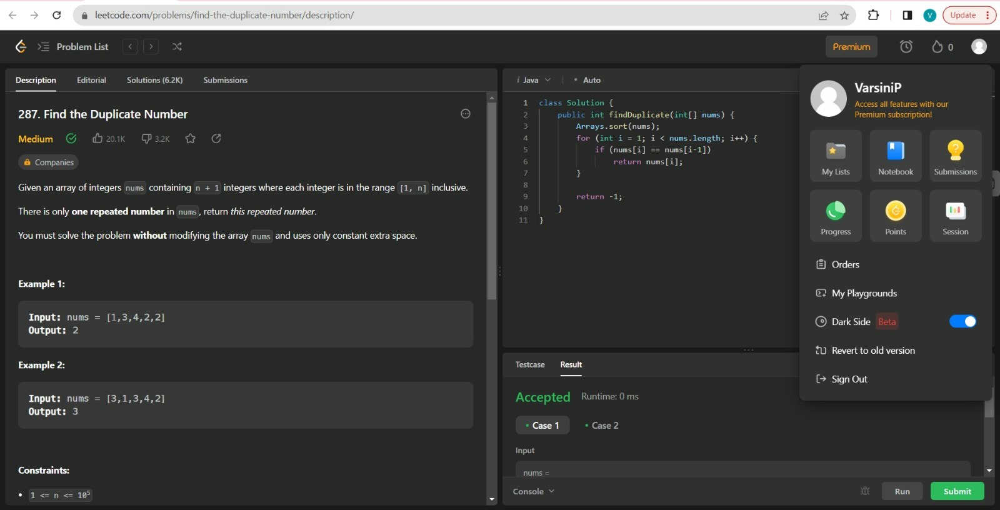 leetcode.com/problems/find-the-duplicate-number/description/
V
Update
Problem List
Premium
0
Description Editorial Solutions (6.2K) Submissions
287. Find the Duplicate Number
Medium 20.1K 3.2K
Companies
Given an array of integers nums containing n + 1 integers where each integer is in the range [1, n] inclusive.
There is only one repeated number in nums, return this repeated number.
You must solve the problem without modifying the array nums and uses only constant extra space.
Example 1:
Input: nums = [1,3,4,2,2]
Output: 2
Example 2:
Input: nums = [3,1,3,4,2]
Output: 3
Constraints:
• 1 <= n <= 10⁵
i Java • Auto
1 class Solution {
2 public int findDuplicate(int[] nums) {
3 Arrays.sort(nums);
4 for (int i = 1; i < nums.length; i++) {
5 if (nums[i] == nums[i-1])
6 return nums[i];
7 }
8
9 return -1;
10 }
11 }
Testcase Result
Accepted Runtime: 0 ms
• Case 1 • Case 2
Input
nums =
Console Run Submit
VarsiniP
Access all features with our
Premium subscription!
My Lists Notebook Submissions
Progress Points Session
Orders
My Playgrounds
Dark Side Beta
Revert to old version
Sign Out